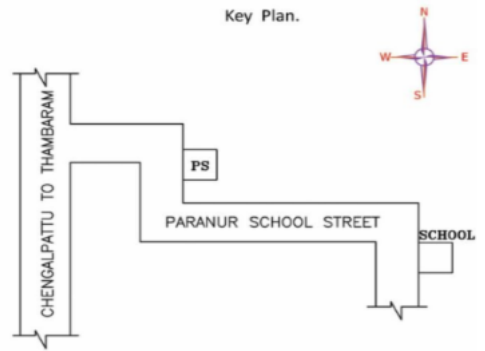 Key Plan.
N
W
E
S
CHENGALPATTU TO THAMBARAM
PS
PARANUR SCHOOL STREET
SCHOOL